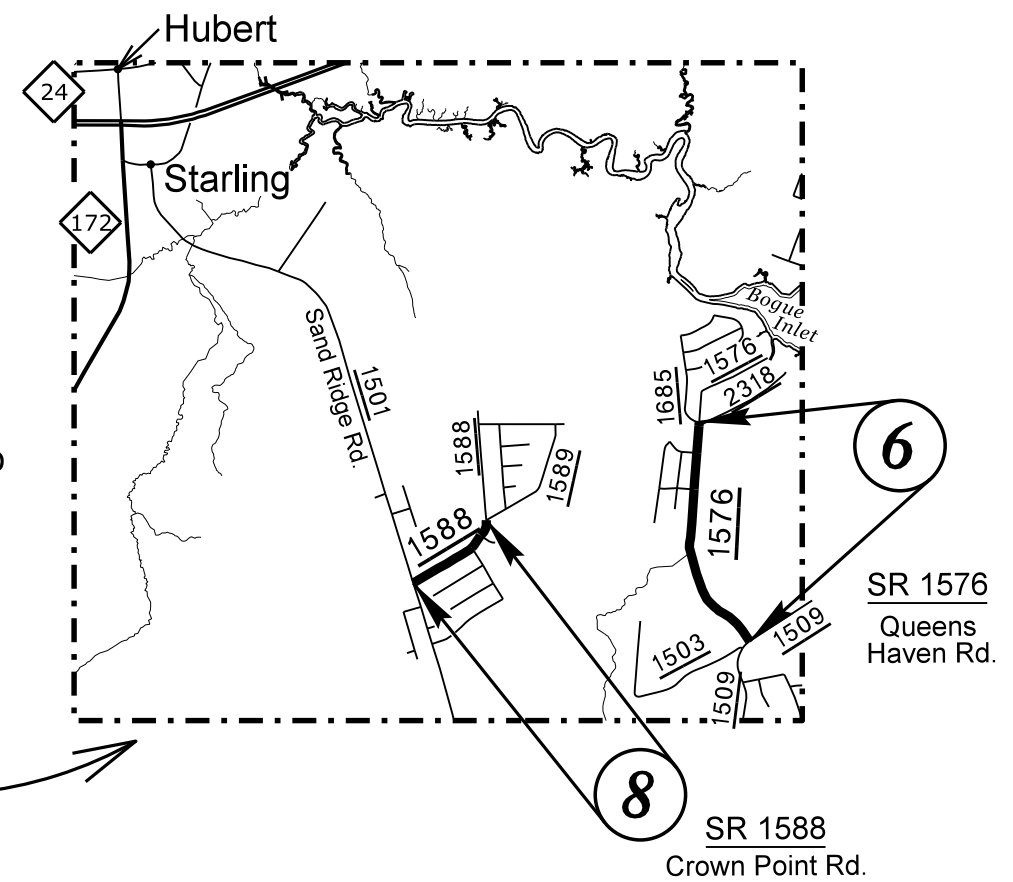 Hubert
24
Starling
172
Bogue
Inlet
Sand Ridge Rd.
1501
1576
2318
1685
6
1588
1589
1588
1576
SR 1576
Queens
Haven Rd.
1509
1503
1509
8
SR 1588
Crown Point Rd.